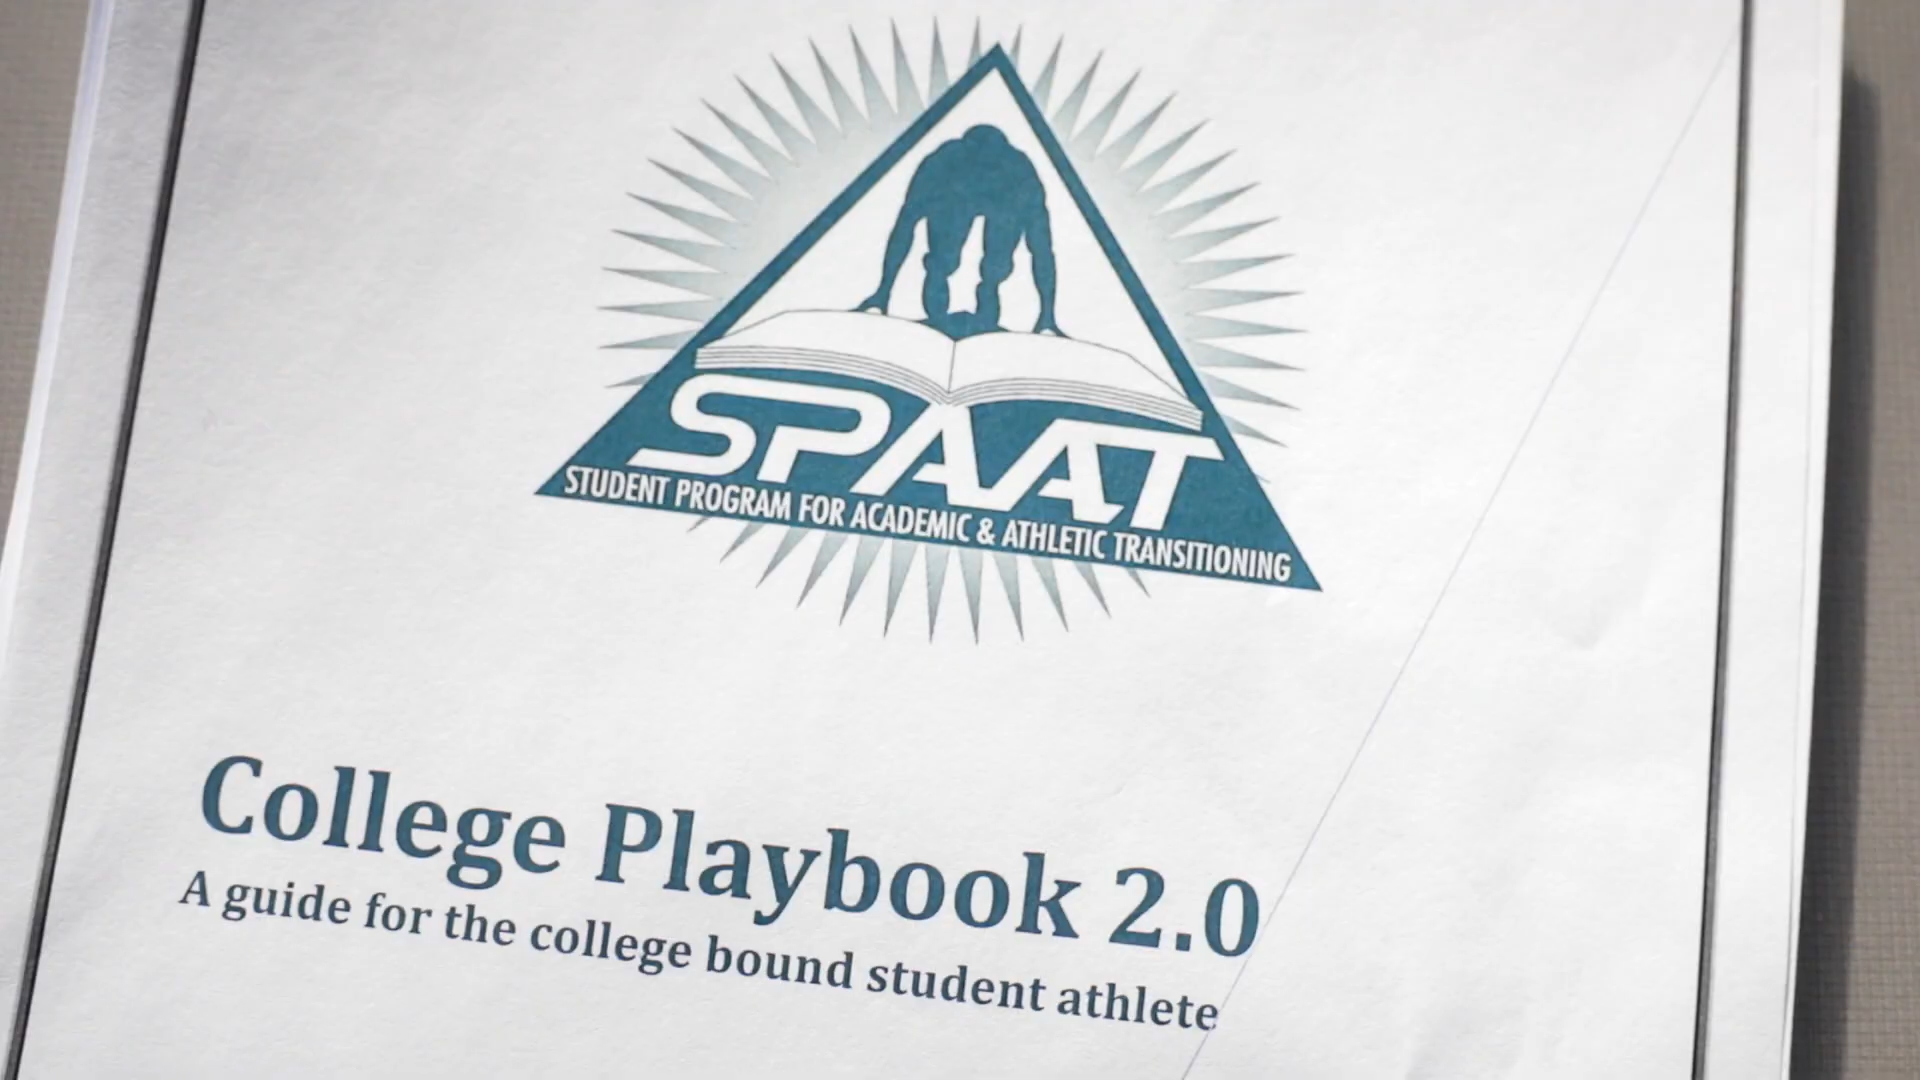 SPAAT
STUDENT PROGRAM FOR ACADEMIC & ATHLETIC TRANSITIONING
College Playbook 2.0
A guide for the college bound student athlete